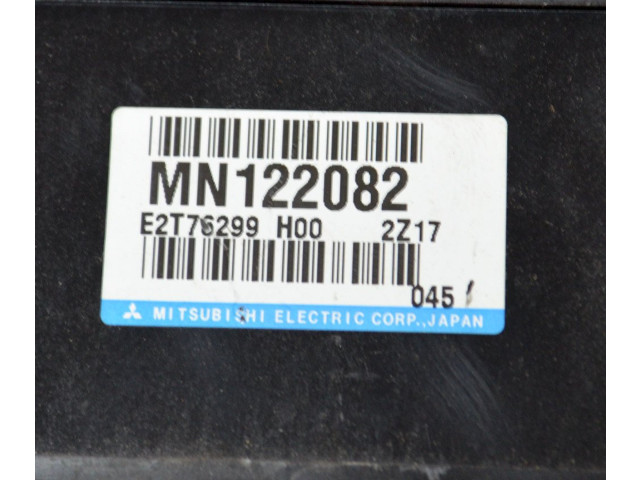 MN122082
E2T76299 H00 2Z17
045
MITSUBISHI ELECTRIC CORP., JAPAN